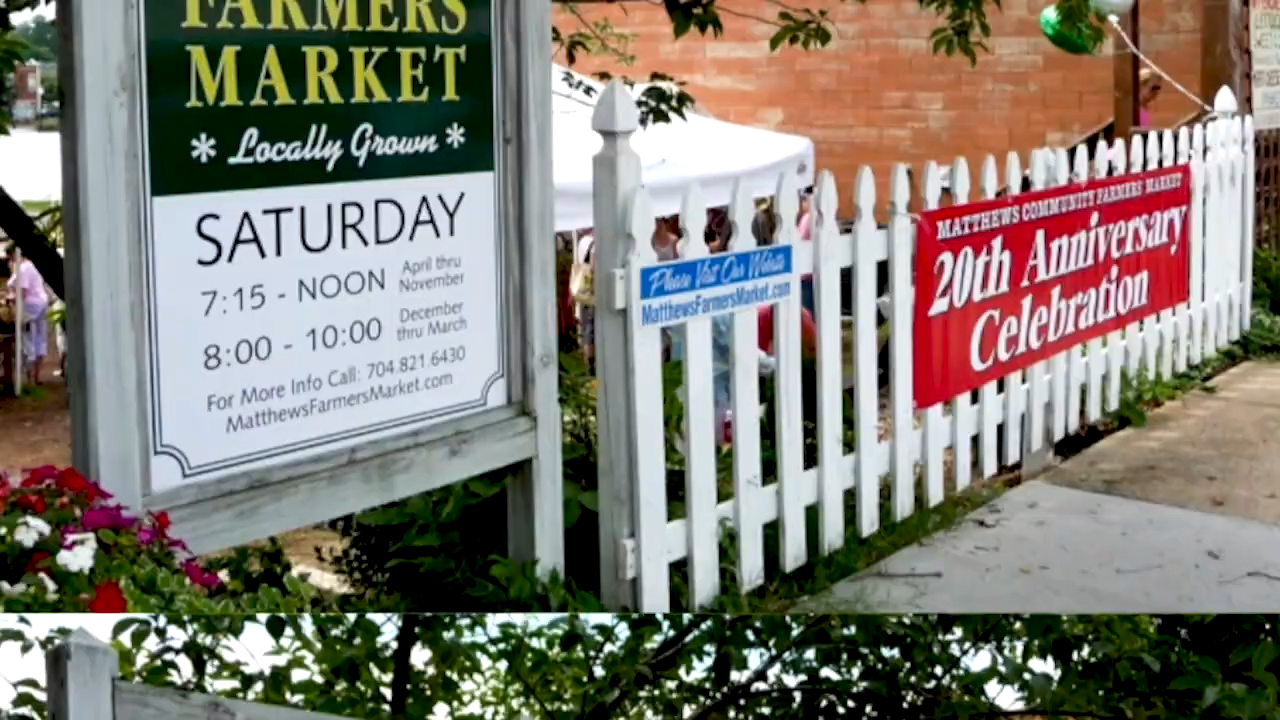 FARMERS
MARKET
* Locally Grown *
SATURDAY
7:15 - NOON April thru November
8:00 - 10:00 December thru March
For More Info Call: 704.821.6430
MatthewsFarmersMarket.com
Please Visit Our Website
MatthewsFarmersMarket.com
MATTHEWS COMMUNITY FARMERS' MARKET
20th Anniversary
Celebration